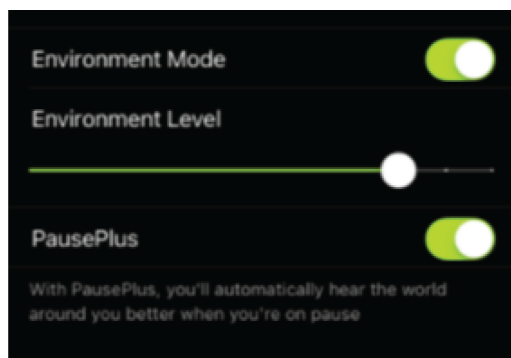 Environment Mode
Environment Level
PausePlus
With PausePlus, you'll automatically hear the world
around you better when you're on pause